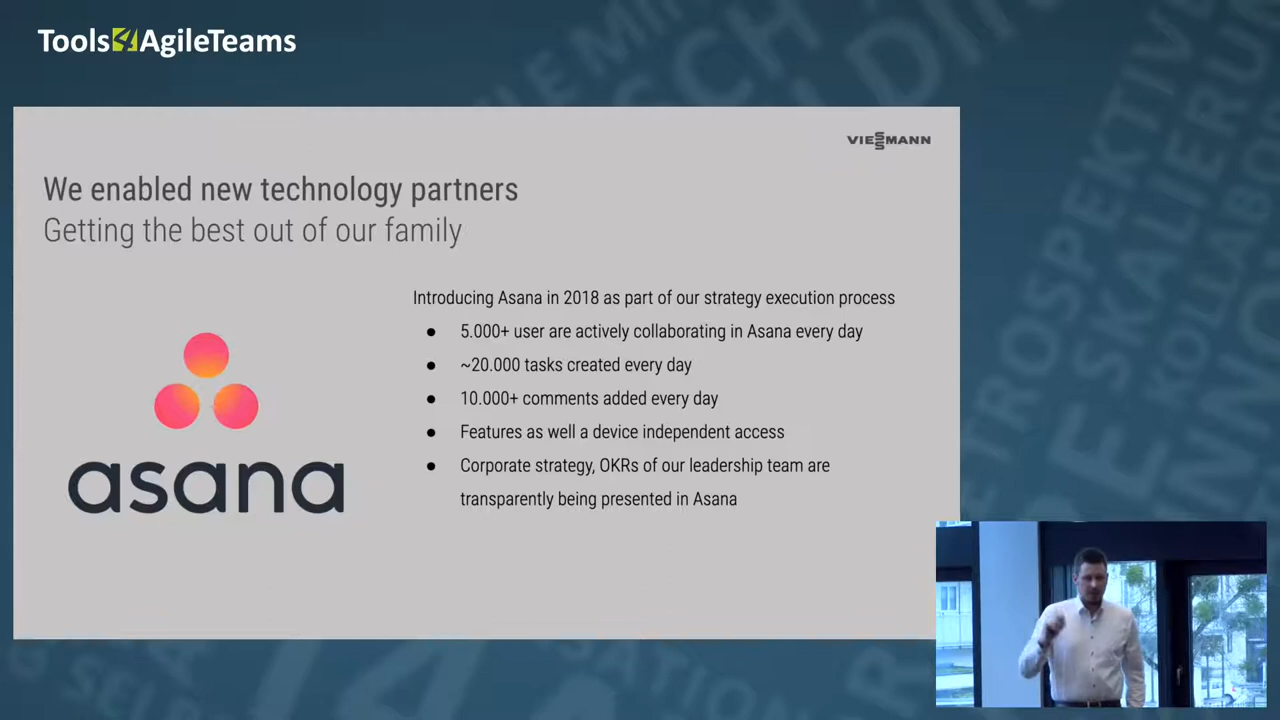 Tools4AgileTeams
VIESSMANN
We enabled new technology partners
Getting the best out of our family
Introducing Asana in 2018 as part of our strategy execution process
● 5.000+ user are actively collaborating in Asana every day
● ~20.000 tasks created every day
● 10.000+ comments added every day
● Features as well a device independent access
● Corporate strategy, OKRs of our leadership team are
transparently being presented in Asana
asana